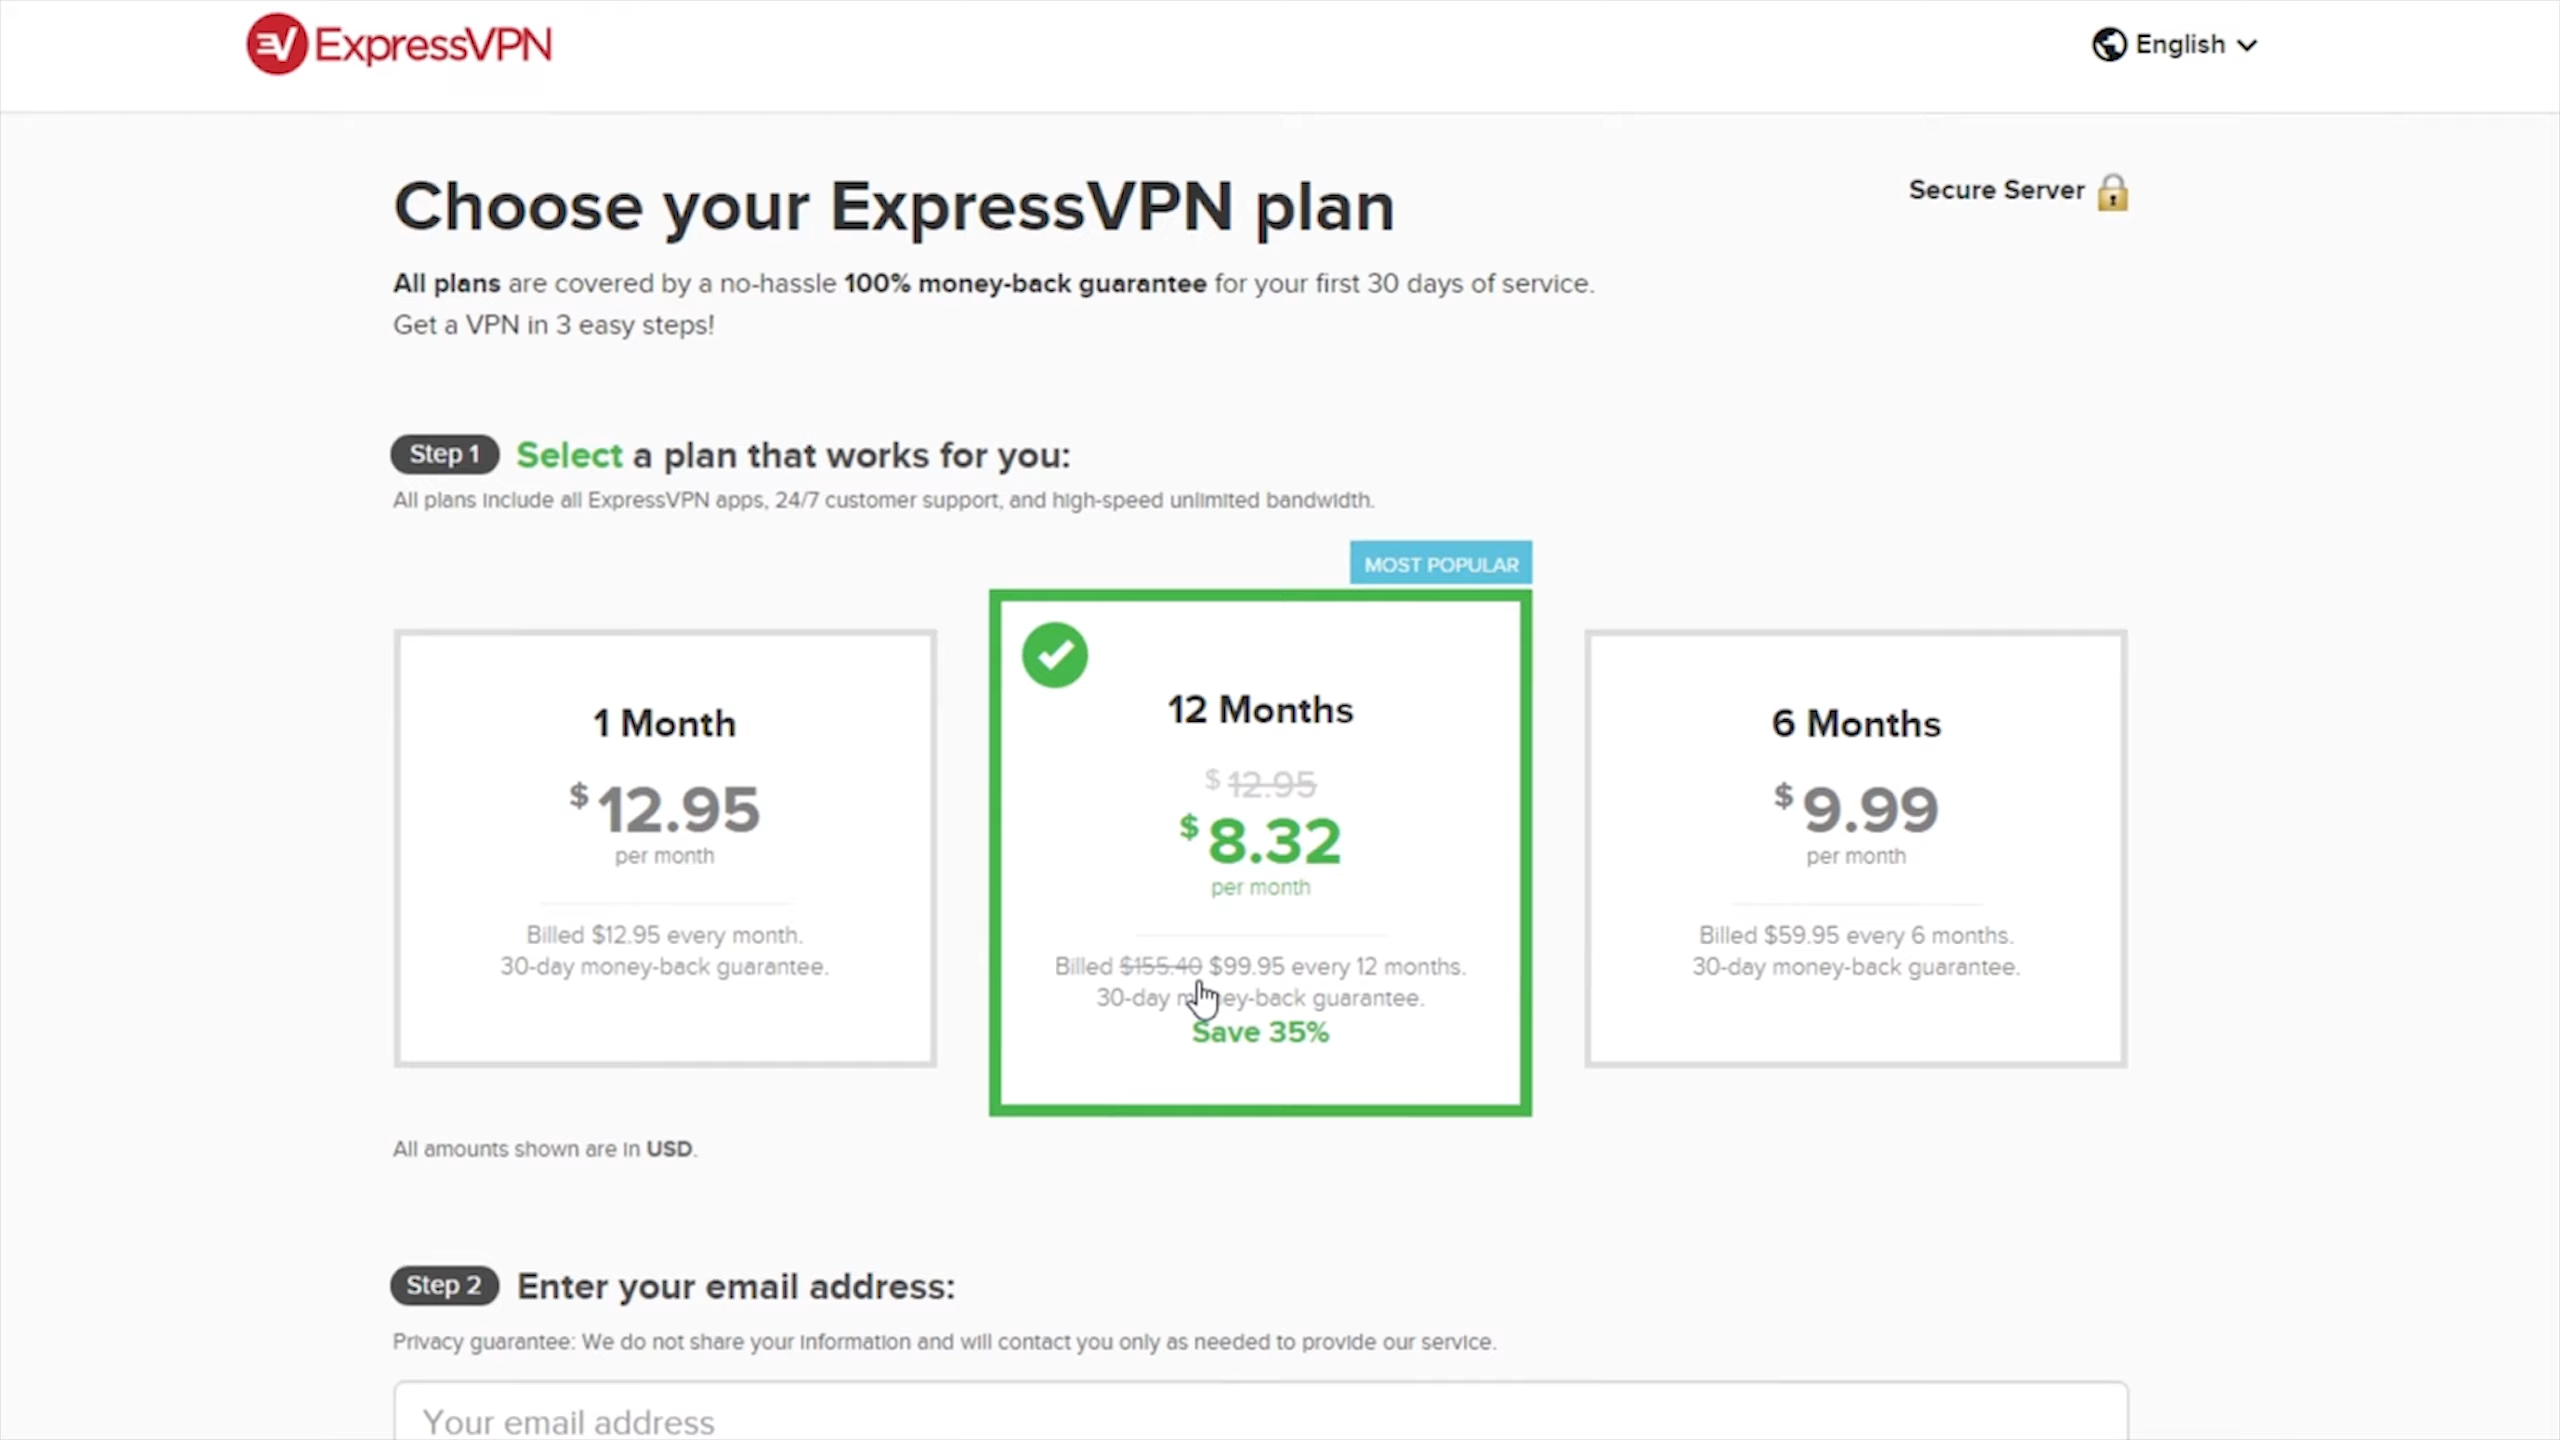 ExpressVPN
English
Choose your ExpressVPN plan
Secure Server
All plans are covered by a no-hassle 100% money-back guarantee for your first 30 days of service.
Get a VPN in 3 easy steps!
Step 1 Select a plan that works for you:
All plans include all ExpressVPN apps, 24/7 customer support, and high-speed unlimited bandwidth.
MOST POPULAR
1 Month
$12.95
per month
Billed $12.95 every month.
30-day money-back guarantee.
12 Months
$12.95
$8.32
per month
Billed $155.40 $99.95 every 12 months.
30-day money-back guarantee.
Save 35%
6 Months
$9.99
per month
Billed $59.95 every 6 months.
30-day money-back guarantee.
All amounts shown are in USD.
Step 2 Enter your email address:
Privacy guarantee: We do not share your information and will contact you only as needed to provide our service.
Your email address